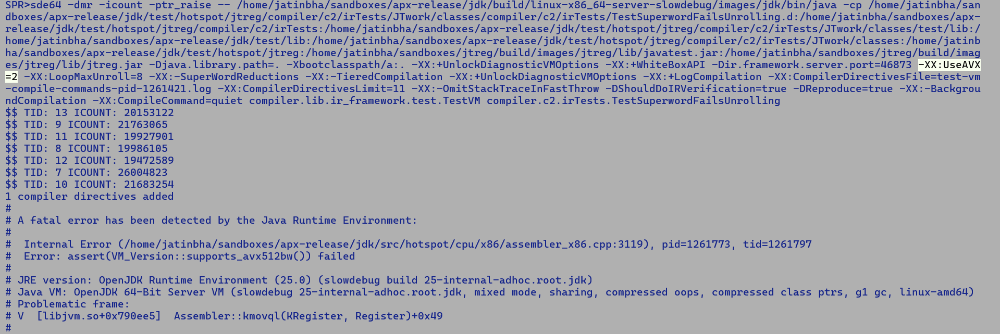 SPR>sde64 -dmr -icount -ptr_raise -- /home/jatinbha/sandboxes/apx-release/jdk/build/linux-x86_64-server-slowdebug/images/jdk/bin/java -cp /home/jatinbha/san
dboxes/apx-release/jdk/test/hotspot/jtreg/compiler/c2/irTests/JTwork/classes/compiler/c2/irTests/TestSuperwordFailsUnrolling.d:/home/jatinbha/sandboxes/apx-
release/jdk/test/hotspot/jtreg/compiler/c2/irTests:/home/jatinbha/sandboxes/apx-release/jdk/test/hotspot/jtreg/compiler/c2/irTests/JTwork/classes/test/lib:/
home/jatinbha/sandboxes/apx-release/jdk/test/lib:/home/jatinbha/sandboxes/apx-release/jdk/test/hotspot/jtreg/compiler/c2/irTests/JTwork/classes:/home/jatinb
ha/sandboxes/apx-release/jdk/test/hotspot/jtreg:/home/jatinbha/sandboxes/jtreg/build/images/jtreg/lib/javatest.jar:/home/jatinbha/sandboxes/jtreg/build/imag
es/jtreg/lib/jtreg.jar -Djava.library.path=. -Xbootclasspath/a:. -XX:+UnlockDiagnosticVMOptions -XX:+WhiteBoxAPI -Dir.framework.server.port=46873 -XX:UseAVX
=2 -XX:LoopMaxUnroll=8 -XX:-SuperWordReductions -XX:-TieredCompilation -XX:+UnlockDiagnosticVMOptions -XX:+LogCompilation -XX:CompilerDirectivesFile=test-vm
-compile-commands-pid-1261421.log -XX:CompilerDirectivesLimit=11 -XX:-OmitStackTraceInFastThrow -DShouldDoIRVerification=true -DReproduce=true -XX:-Backgrou
ndCompilation -XX:CompileCommand=quiet compiler.lib.ir_framework.test.TestVM compiler.c2.irTests.TestSuperwordFailsUnrolling
$$ TID: 13 ICOUNT: 20153122
$$ TID: 9 ICOUNT: 21763065
$$ TID: 11 ICOUNT: 19927901
$$ TID: 8 ICOUNT: 19986105
$$ TID: 12 ICOUNT: 19472589
$$ TID: 7 ICOUNT: 26004823
$$ TID: 10 ICOUNT: 21683254
1 compiler directives added
#
# A fatal error has been detected by the Java Runtime Environment:
#
#  Internal Error (/home/jatinbha/sandboxes/apx-release/jdk/src/hotspot/cpu/x86/assembler_x86.cpp:3119), pid=1261773, tid=1261797
#  Error: assert(VM_Version::supports_avx512bw()) failed
#
# JRE version: OpenJDK Runtime Environment (25.0) (slowdebug build 25-internal-adhoc.root.jdk)
# Java VM: OpenJDK 64-Bit Server VM (slowdebug 25-internal-adhoc.root.jdk, mixed mode, sharing, compressed oops, compressed class ptrs, g1 gc, linux-amd64)
# Problematic frame:
# V  [libjvm.so+0x790ee5]  Assembler::kmovql(KRegister, Register)+0x49
#